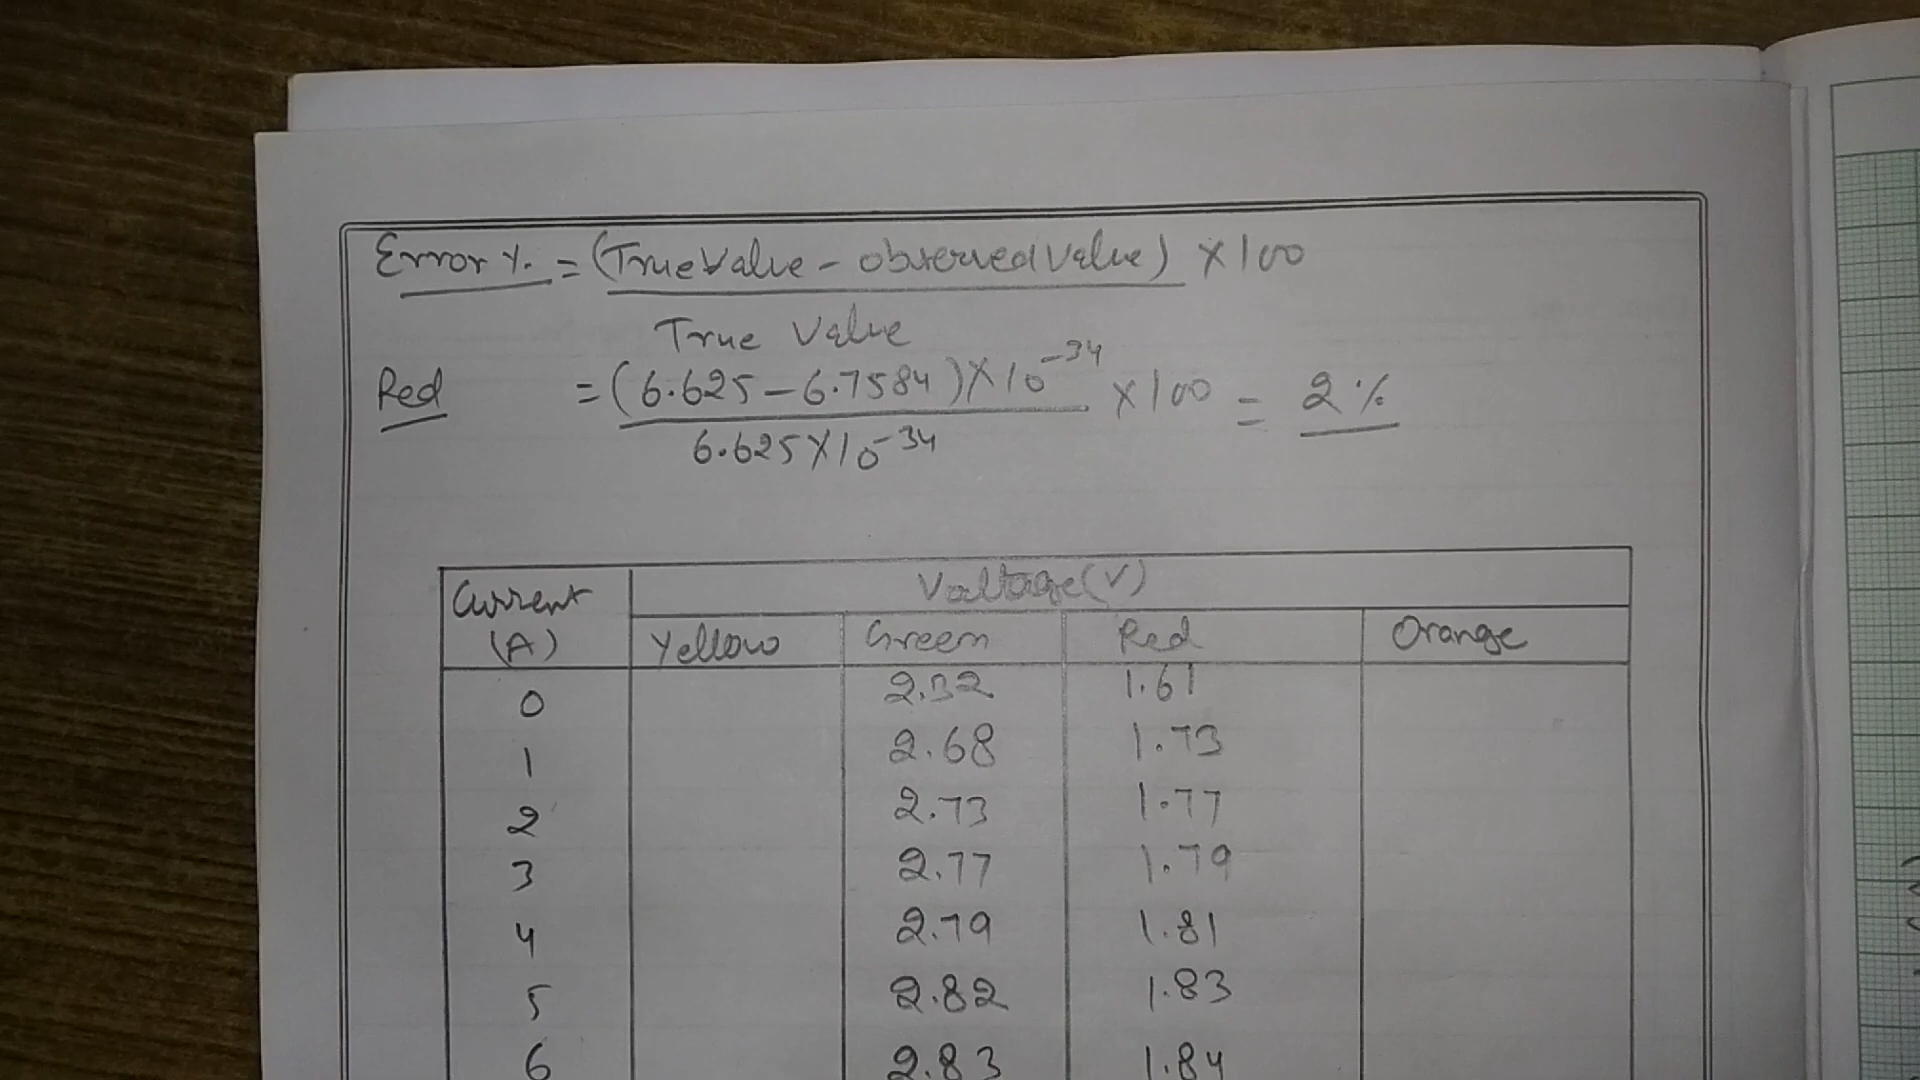 Error %. = (True Value - observed Value) × 100
True Value
Red = (6.625 - 6.7584) × 10^-34 × 100 = 2 %
6.625 × 10^-34
Current (A) Voltage (V)
Yellow Green Red Orange
0 2.32 1.61
1 2.68 1.73
2 2.73 1.77
3 2.77 1.79
4 2.79 1.81
5 2.82 1.83
6 2.83 1.84